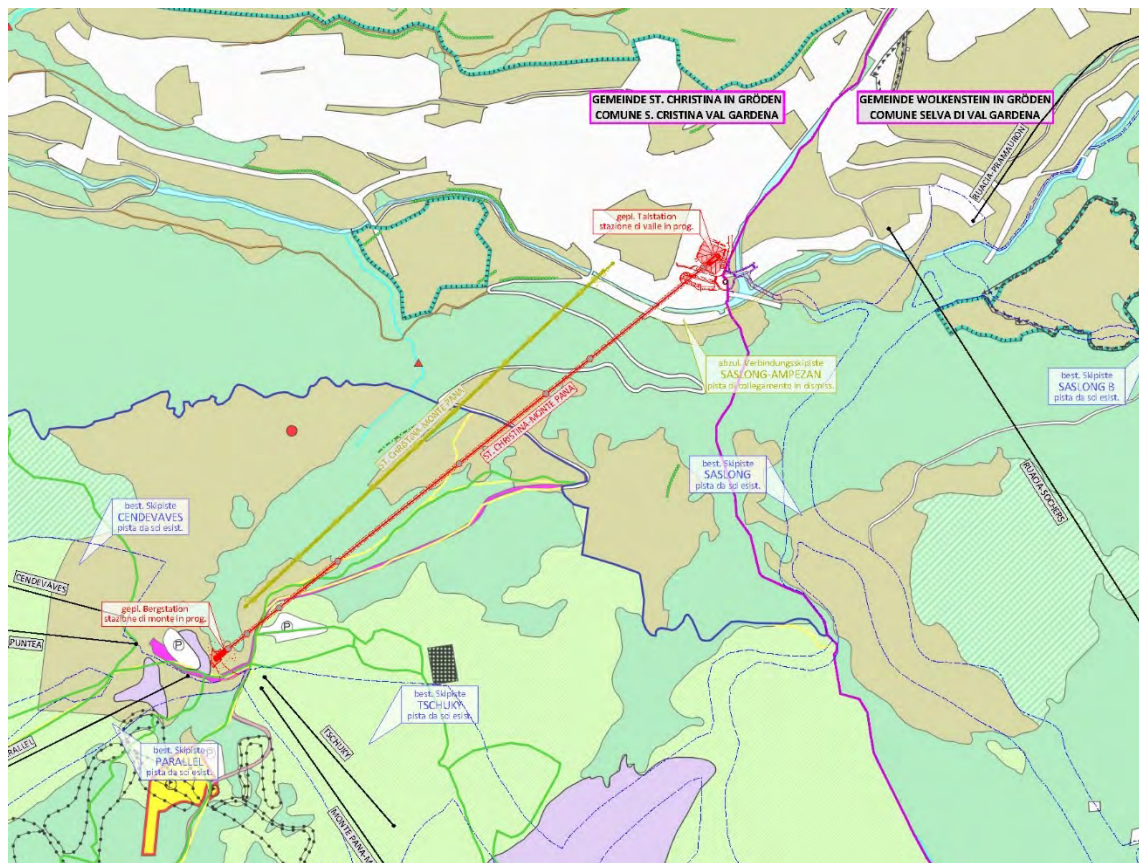 GEMEINDE ST. CHRISTINA IN GRÖDEN
COMUNE S. CRISTINA VAL GARDENA
GEMEINDE WOLKENSTEIN IN GRÖDEN
COMUNE SELVA DI VAL GARDENA
RUACIA-PRAMAURON
gepl. Talstation
stazione di valle in prog.
abzul. Verbindungsskipiste
SASLONG-AMPEZAN
pista di collegamento in dismiss.
best. Skipiste
SASLONG B
pista da sci esist.
ST. CHRISTINA MONTE PANA
ST. CHRISTINA-MONTE PANA
best. Skipiste
SASLONG
pista da sci esist.
RUACIA-SOCHERS
best. Skipiste
CENDEVAVES
pista da sci esist.
CENDEVAVES
gepl. Bergstation
stazione di monte in prog.
P
P
PUNTEA
best. Skipiste
TSCHUKY
pista da sci esist.
TSCHUKY
RALLEL
best. Skipiste
PARALLEL
pista da sci esist.
MONTE PANA-M